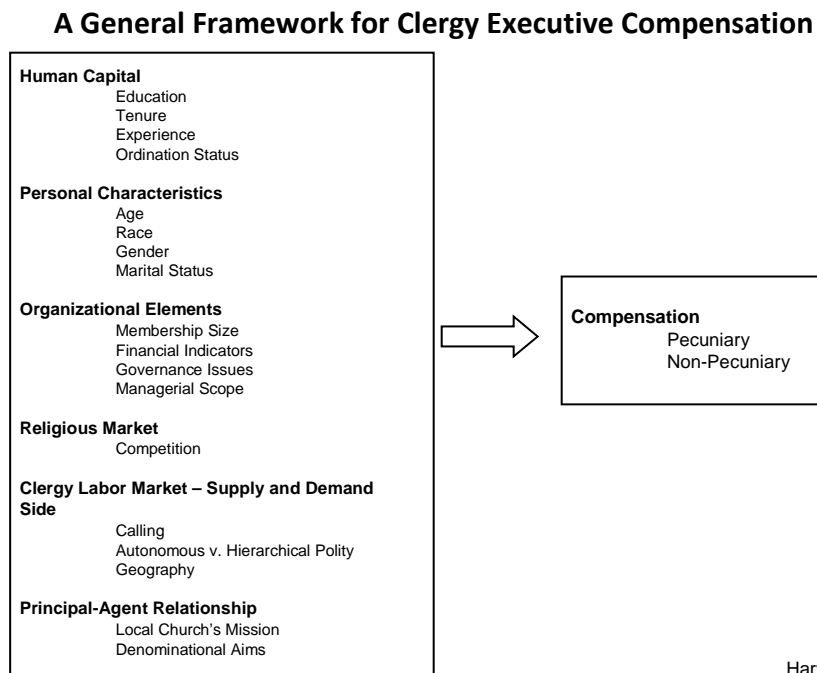 A General Framework for Clergy Executive Compensation
Human Capital
Education
Tenure
Experience
Ordination Status
Personal Characteristics
Age
Race
Gender
Marital Status
Organizational Elements
Membership Size
Financial Indicators
Governance Issues
Managerial Scope
Religious Market
Competition
Clergy Labor Market – Supply and Demand
Side
Calling
Autonomous v. Hierarchical Polity
Geography
Principal-Agent Relationship
Local Church’s Mission
Denominational Aims
Compensation
Pecuniary
Non-Pecuniary